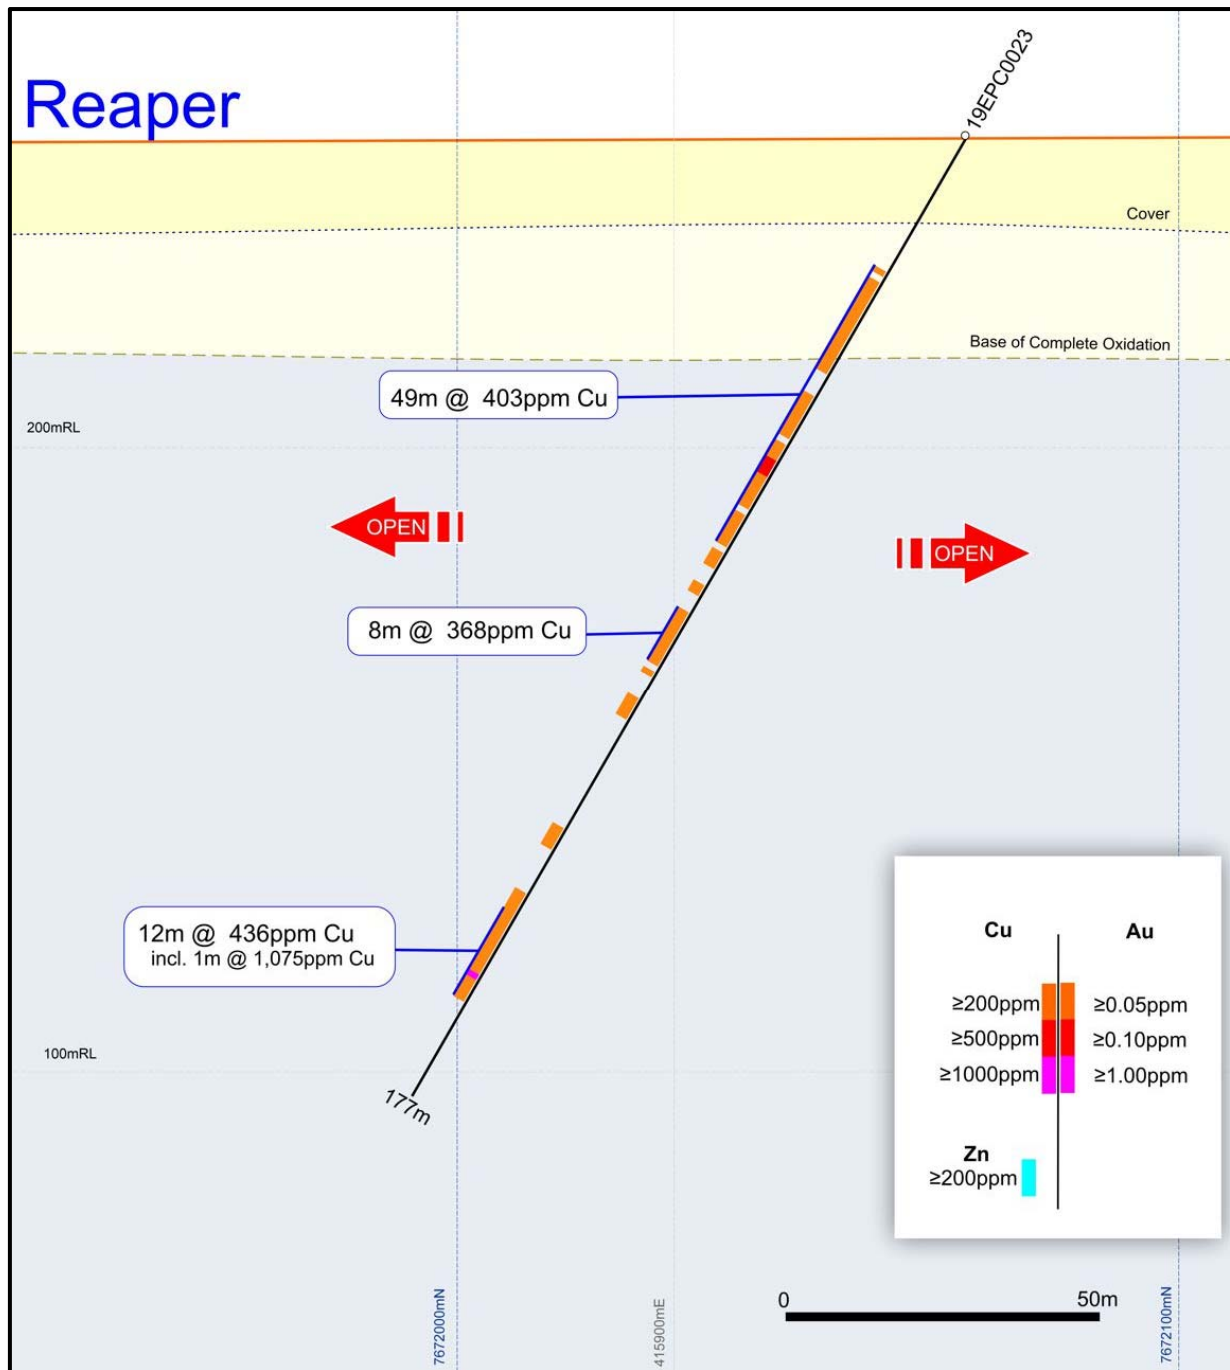 Reaper
19EPC0023
Cover
Base of Complete Oxidation
49m @ 403ppm Cu
200mRL
OPEN
OPEN
8m @ 368ppm Cu
12m @ 436ppm Cu
incl. 1m @ 1,075ppm Cu
100mRL
177m
Cu Au
≥200ppm ≥0.05ppm
≥500ppm ≥0.10ppm
≥1000ppm ≥1.00ppm
Zn
≥200ppm
0 50m
7672000mN
415900mE
7672100mN